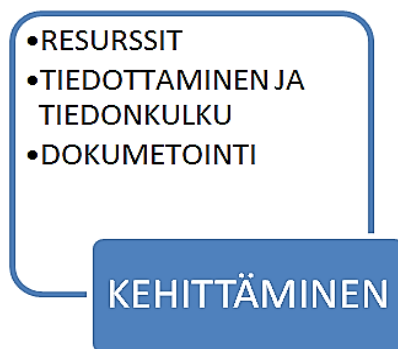 •RESURSSIT
•TIEDOTTAMINEN JA
TIEDONKULKU
•DOKUMETOINTI
KEHITTÄMINEN